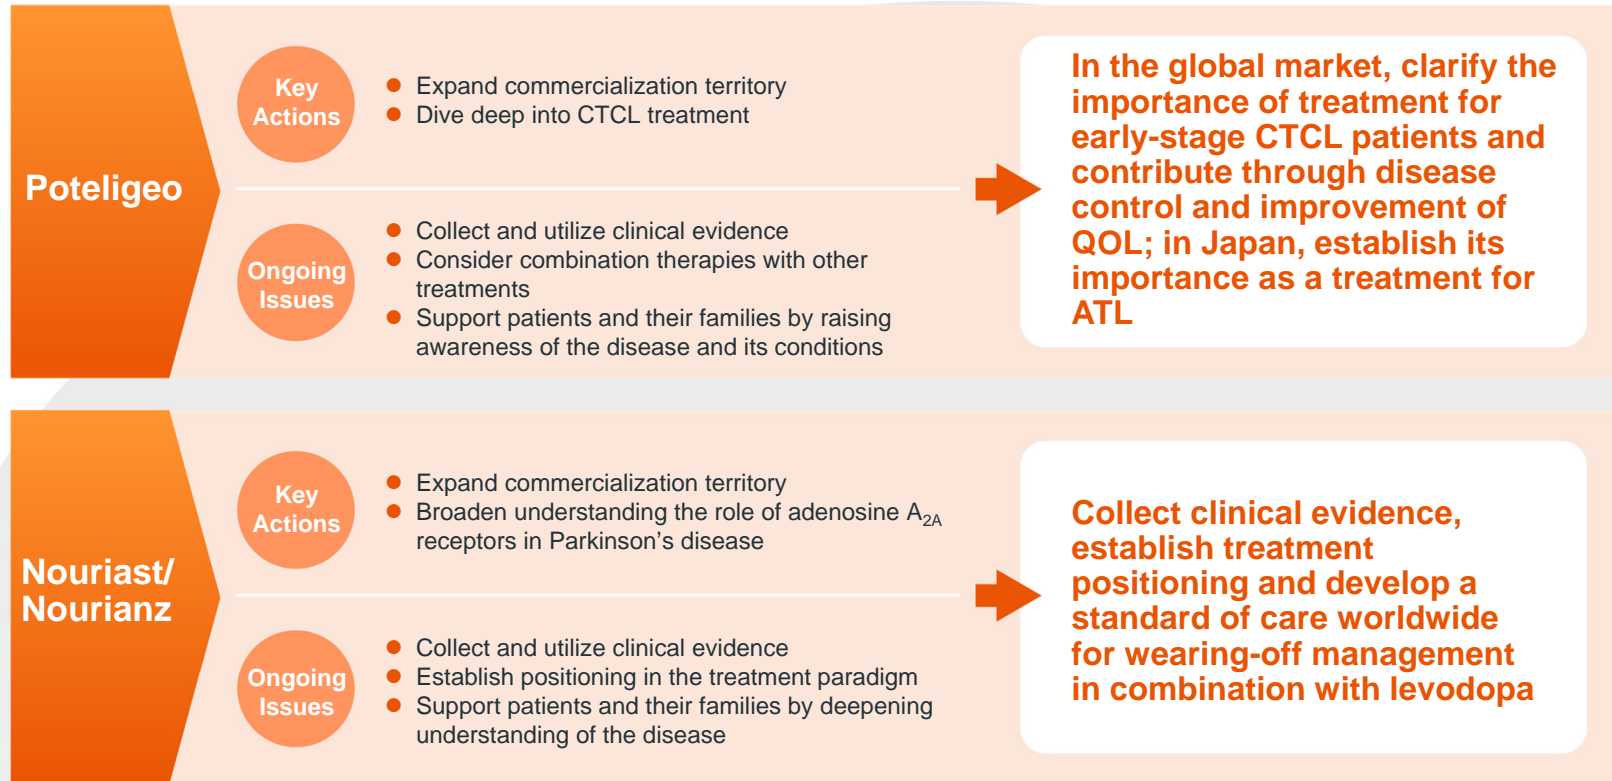 Poteligeo
Key
Actions
● Expand commercialization territory
● Dive deep into CTCL treatment
Ongoing
Issues
● Collect and utilize clinical evidence
● Consider combination therapies with other
treatments
● Support patients and their families by raising
awareness of the disease and its conditions
In the global market, clarify the
importance of treatment for
early-stage CTCL patients and
contribute through disease
control and improvement of
QOL; in Japan, establish its
importance as a treatment for
ATL
Nouriast/
Nourianz
Key
Actions
● Expand commercialization territory
● Broaden understanding the role of adenosine A2A
receptors in Parkinson’s disease
Ongoing
Issues
● Collect and utilize clinical evidence
● Establish positioning in the treatment paradigm
● Support patients and their families by deepening
understanding of the disease
Collect clinical evidence,
establish treatment
positioning and develop a
standard of care worldwide
for wearing-off management
in combination with levodopa